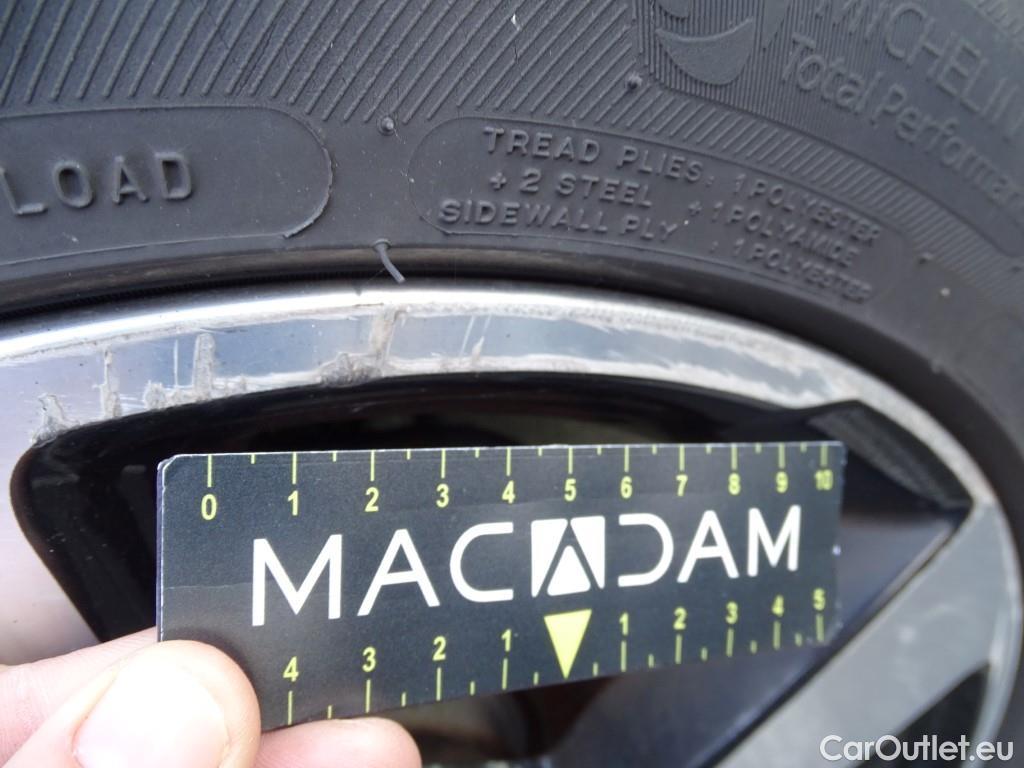 MICHELIN
Total Performance
LOAD
TREAD PLIES : 1 POLYESTER
+ 2 STEEL + 1 POLYAMIDE
SIDEWALL PLY : 1 POLYESTER
0 1 2 3 4 5 6 7 8 9 10
MACADAM
4 3 2 1 1 2 3 4 5
CarOutlet.eu